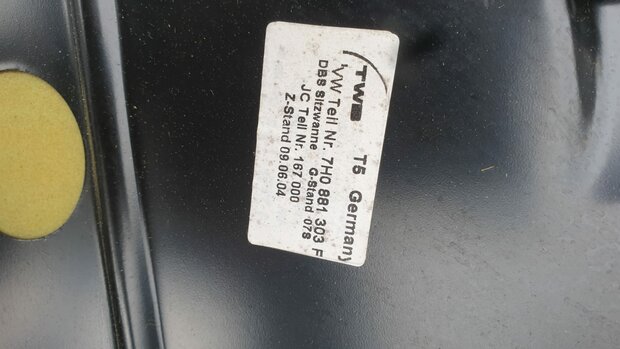 TWB T5 Germany
VW Teil Nr. 7H0 881 303 F
DBS Sitzwanne G-Stand 078
JC Teil Nr. 167 000
Z-Stand 09.06.04